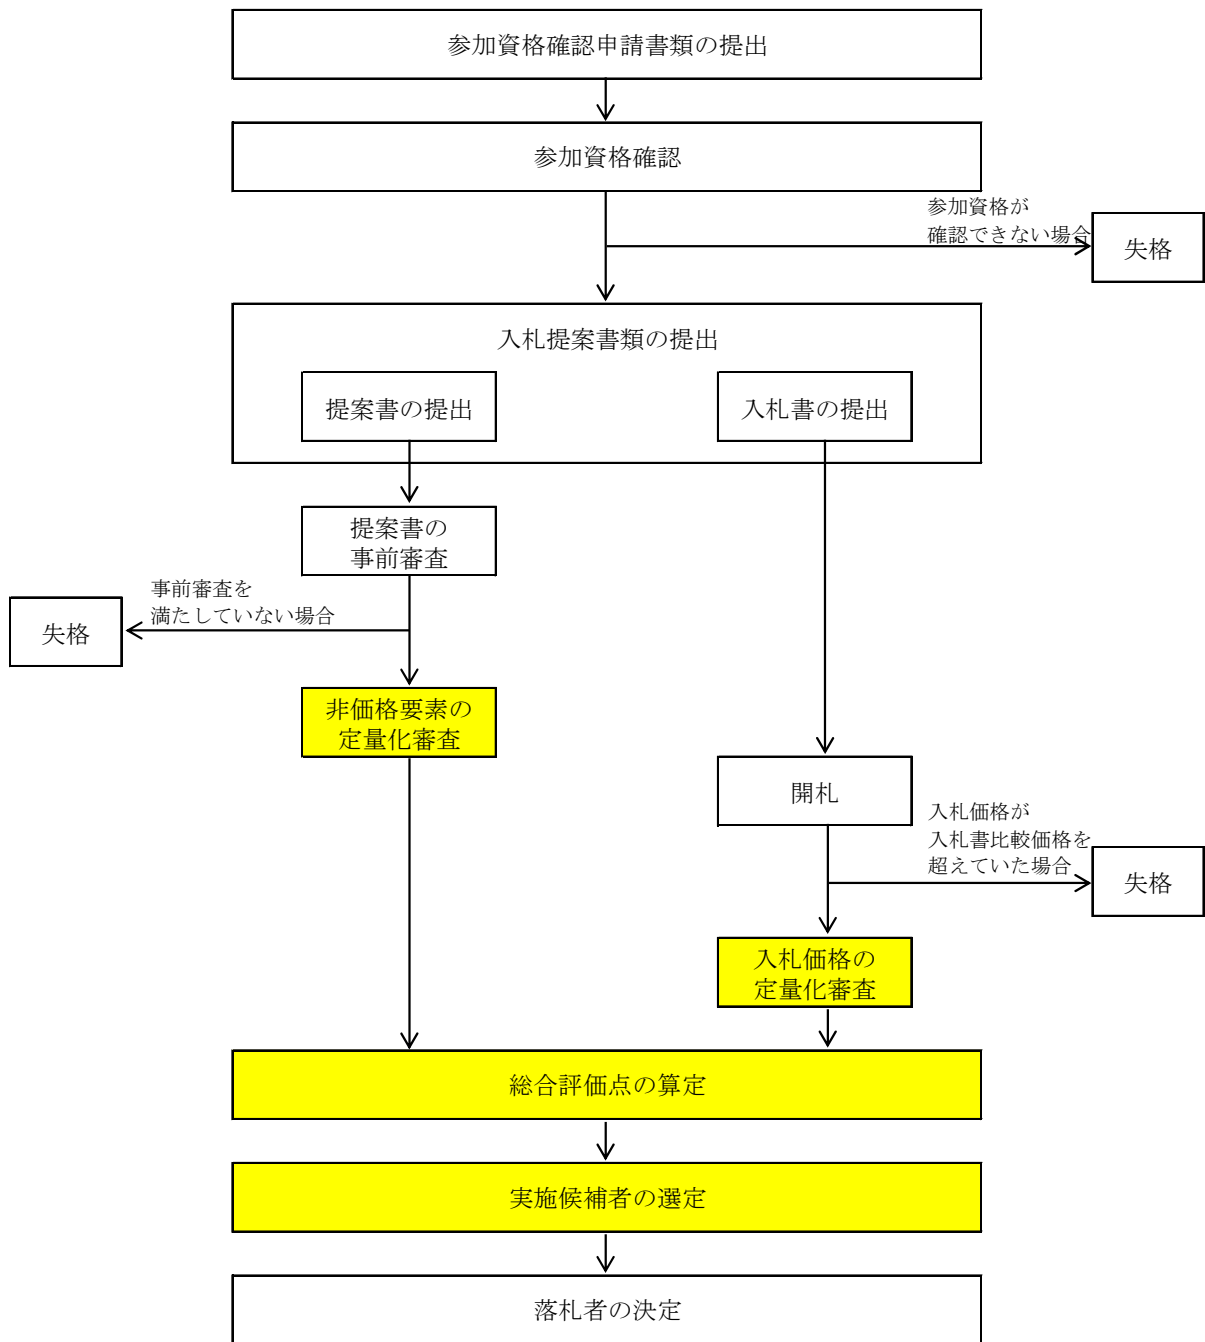 参加資格確認申請書類の提出
参加資格確認
参加資格が
確認できない場合
失格
入札提案書類の提出
提案書の提出
入札書の提出
提案書の
事前審査
事前審査を
満たしていない場合
失格
非価格要素の
定量化審査
開札
入札価格が
入札書比較価格を
超えていた場合
失格
入札価格の
定量化審査
総合評価点の算定
実施候補者の選定
落札者の決定